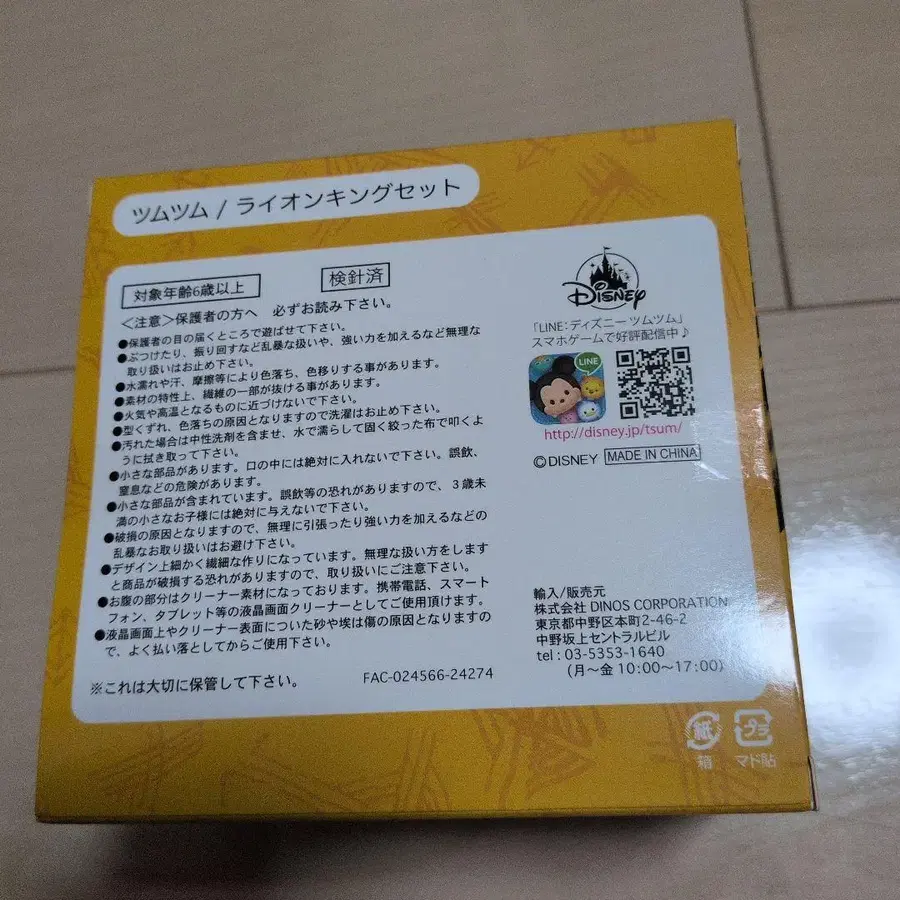 ツムツム / ライオンキングセット
対象年齢6歳以上
検針済
＜注意＞保護者の方へ 必ずお読み下さい。
●保護者の目の届くところで遊ばせて下さい。
●ぶつけたり、振り回すなど乱暴な扱いや、強い力を加えるなど無理な
取り扱いはお止め下さい。
●水濡れや汗、摩擦等により色落ち、色移りする事があります。
●素材の特性上、繊維の一部が抜ける事があります。
●火気や高温となるものに近づけないで下さい。
●型くずれ、色落ちの原因となりますので洗濯はお止め下さい。
●汚れた場合は中性洗剤を含ませ、水で濡らして固く絞った布で叩くよ
うに拭き取って下さい。
●小さな部品があります。口の中には絶対に入れないで下さい。誤飲、
窒息などの危険があります。
●小さな部品が含まれています。誤飲等の恐れがありますので、３歳未
満の小さなお子様には絶対に与えないで下さい。
●破損の原因となりますので、無理に引張ったり強い力を加えるなどの
乱暴なお取り扱いはお避け下さい。
●デザイン上細かく繊細な作りになっています。無理な扱い方をします
と商品が破損する恐れがありますので、取り扱いにご注意下さい。
●お腹の部分はクリーナー素材になっております。携帯電話、スマート
フォン、タブレット等の液晶画面クリーナーとしてご使用頂けます。
●液晶画面上やクリーナー表面についた砂や埃は傷の原因となりますの
で、よく払い落としてからご使用下さい。
※これは大切に保管して下さい。
FAC-024566-24274
DISNEY
「LINE：ディズニー ツムツム」
スマホゲームで好評配信中♪
LINE
http://disney.jp/tsum/
©DISNEY MADE IN CHINA
輸入/販売元
株式会社 DINOS CORPORATION
東京都中野区本町2-46-2
中野坂上セントラルビル
tel : 03-5353-1640
（月～金 10:00～17:00）
紙
プラ
箱
マド貼